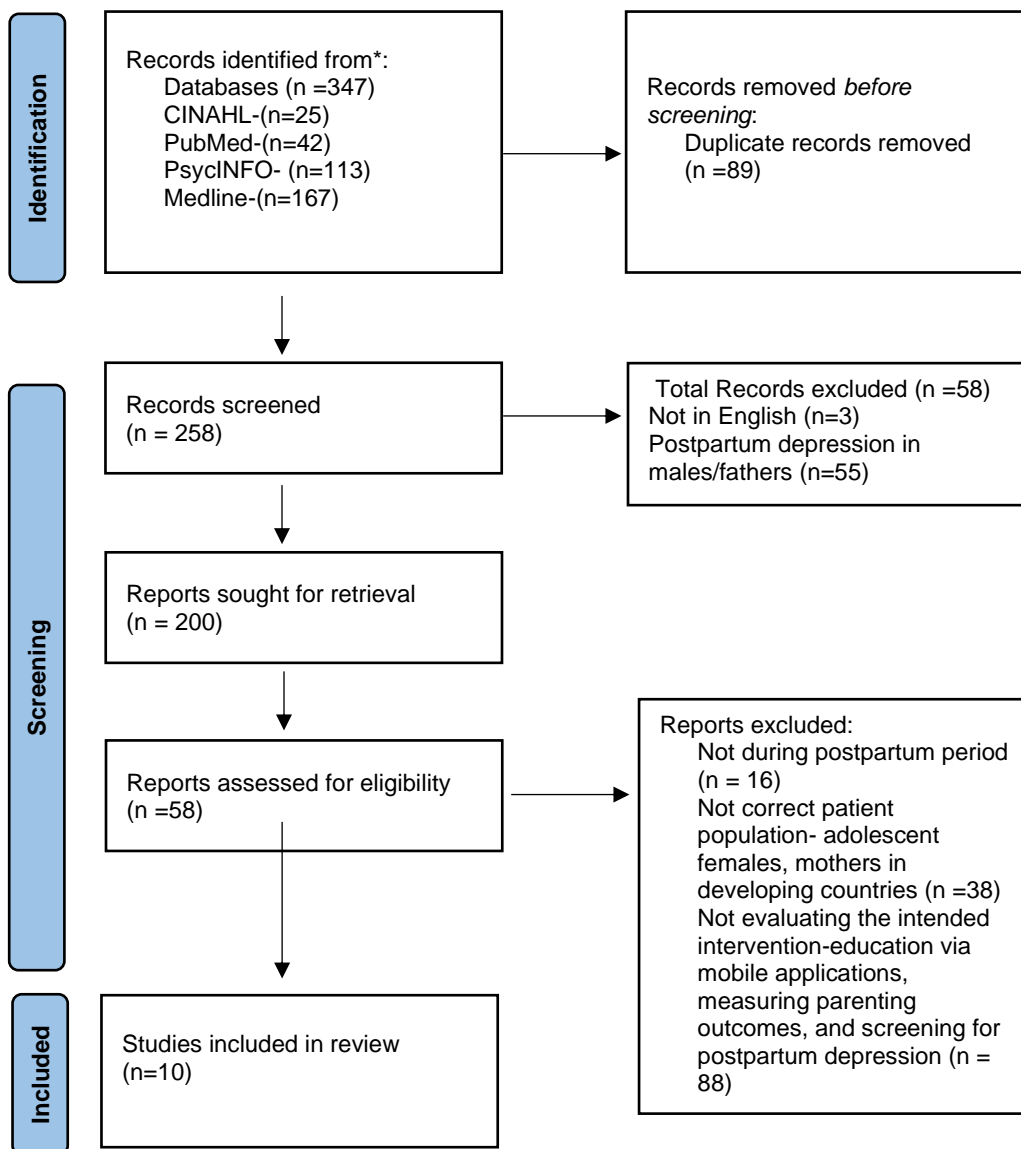 Identification
Records identified from*:
Databases (n =347)
CINAHL-(n=25)
PubMed-(n=42)
PsycINFO- (n=113)
Medline-(n=167)
Records removed before
screening:
Duplicate records removed
(n =89)
Screening
Records screened
(n = 258)
Total Records excluded (n =58)
Not in English (n=3)
Postpartum depression in
males/fathers (n=55)
Reports sought for retrieval
(n = 200)
Reports assessed for eligibility
(n =58)
Reports excluded:
Not during postpartum period
(n = 16)
Not correct patient
population- adolescent
females, mothers in
developing countries (n =38)
Not evaluating the intended
intervention-education via
mobile applications,
measuring parenting
outcomes, and screening for
postpartum depression (n =
88)
Included
Studies included in review
(n=10)